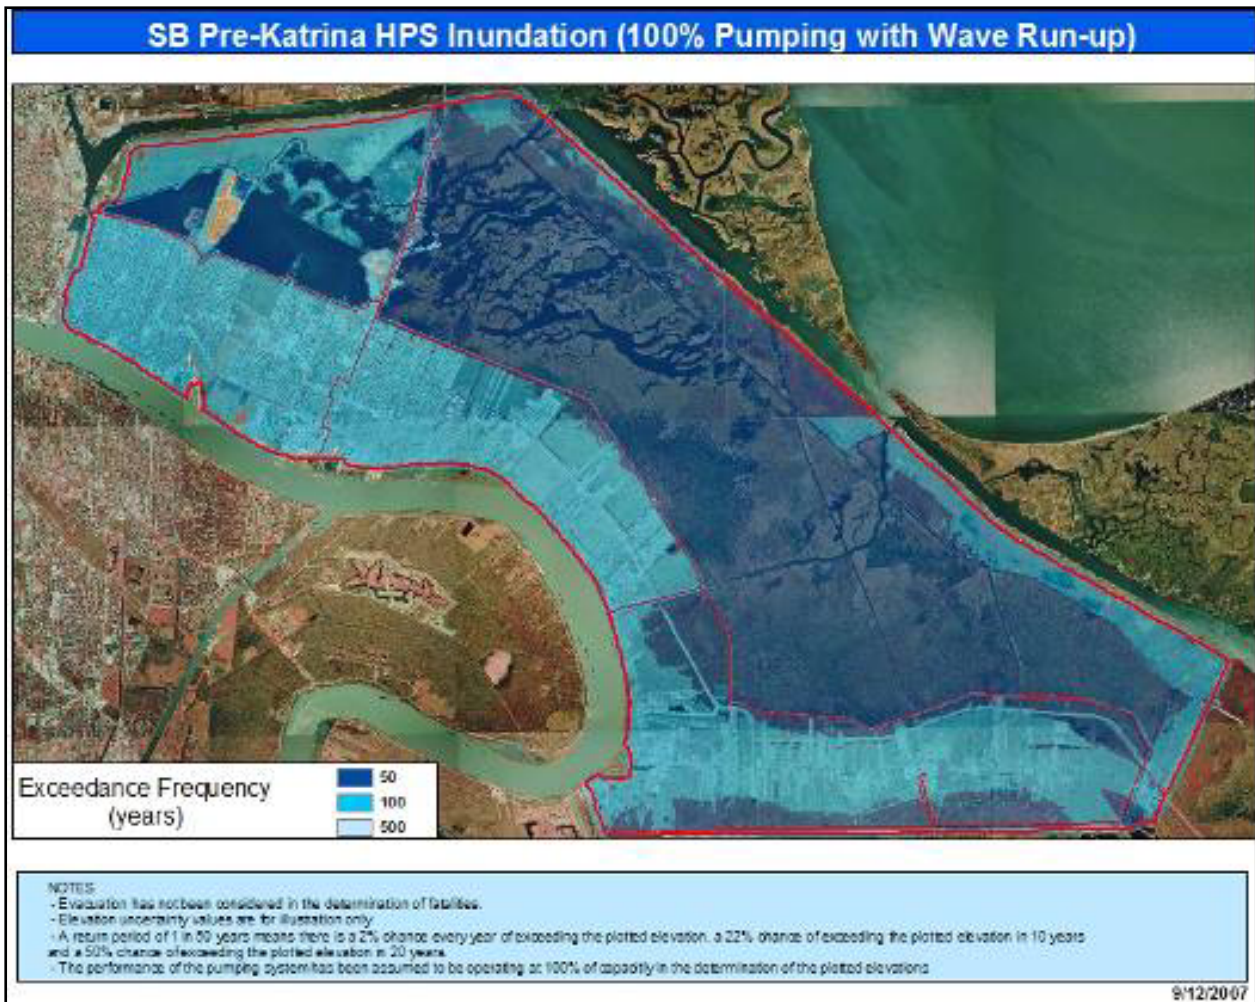 SB Pre-Katrina HPS Inundation (100% Pumping with Wave Run-up)
Exceedance Frequency
(years)
50
100
500
NOTES
- Evacuation has not been considered in the determination of fatalities.
- Elevation uncertainty values are for illustration only
- A return period of 1 in 50 years means there is a 2% chance every year of exceeding the plotted elevation, a 22% chance of exceeding the plotted elevation in 10 years
and a 50% chance of exceeding the plotted elevation in 20 years.
- The performance of the pumping system has been assumed to be operating at 100% of capacity in the determination of the plotted elevations
9/12/2007